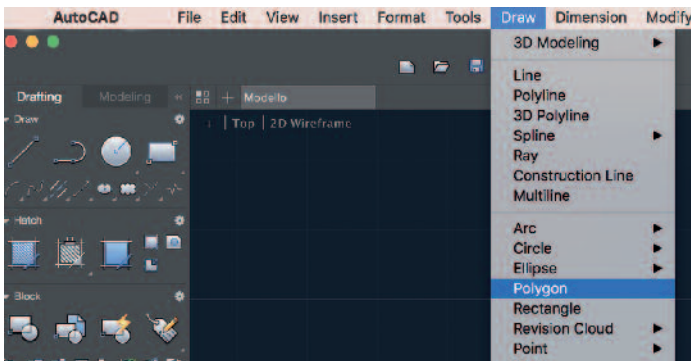 AutoCAD File Edit View Insert Format Tools Draw Dimension Modify
Drafting Modeling
Modello
Draw
Top 2D Wireframe
Hatch
Block
3D Modeling
Line
Polyline
3D Polyline
Spline
Ray
Construction Line
Multiline
Arc
Circle
Ellipse
Polygon
Rectangle
Revision Cloud
Point